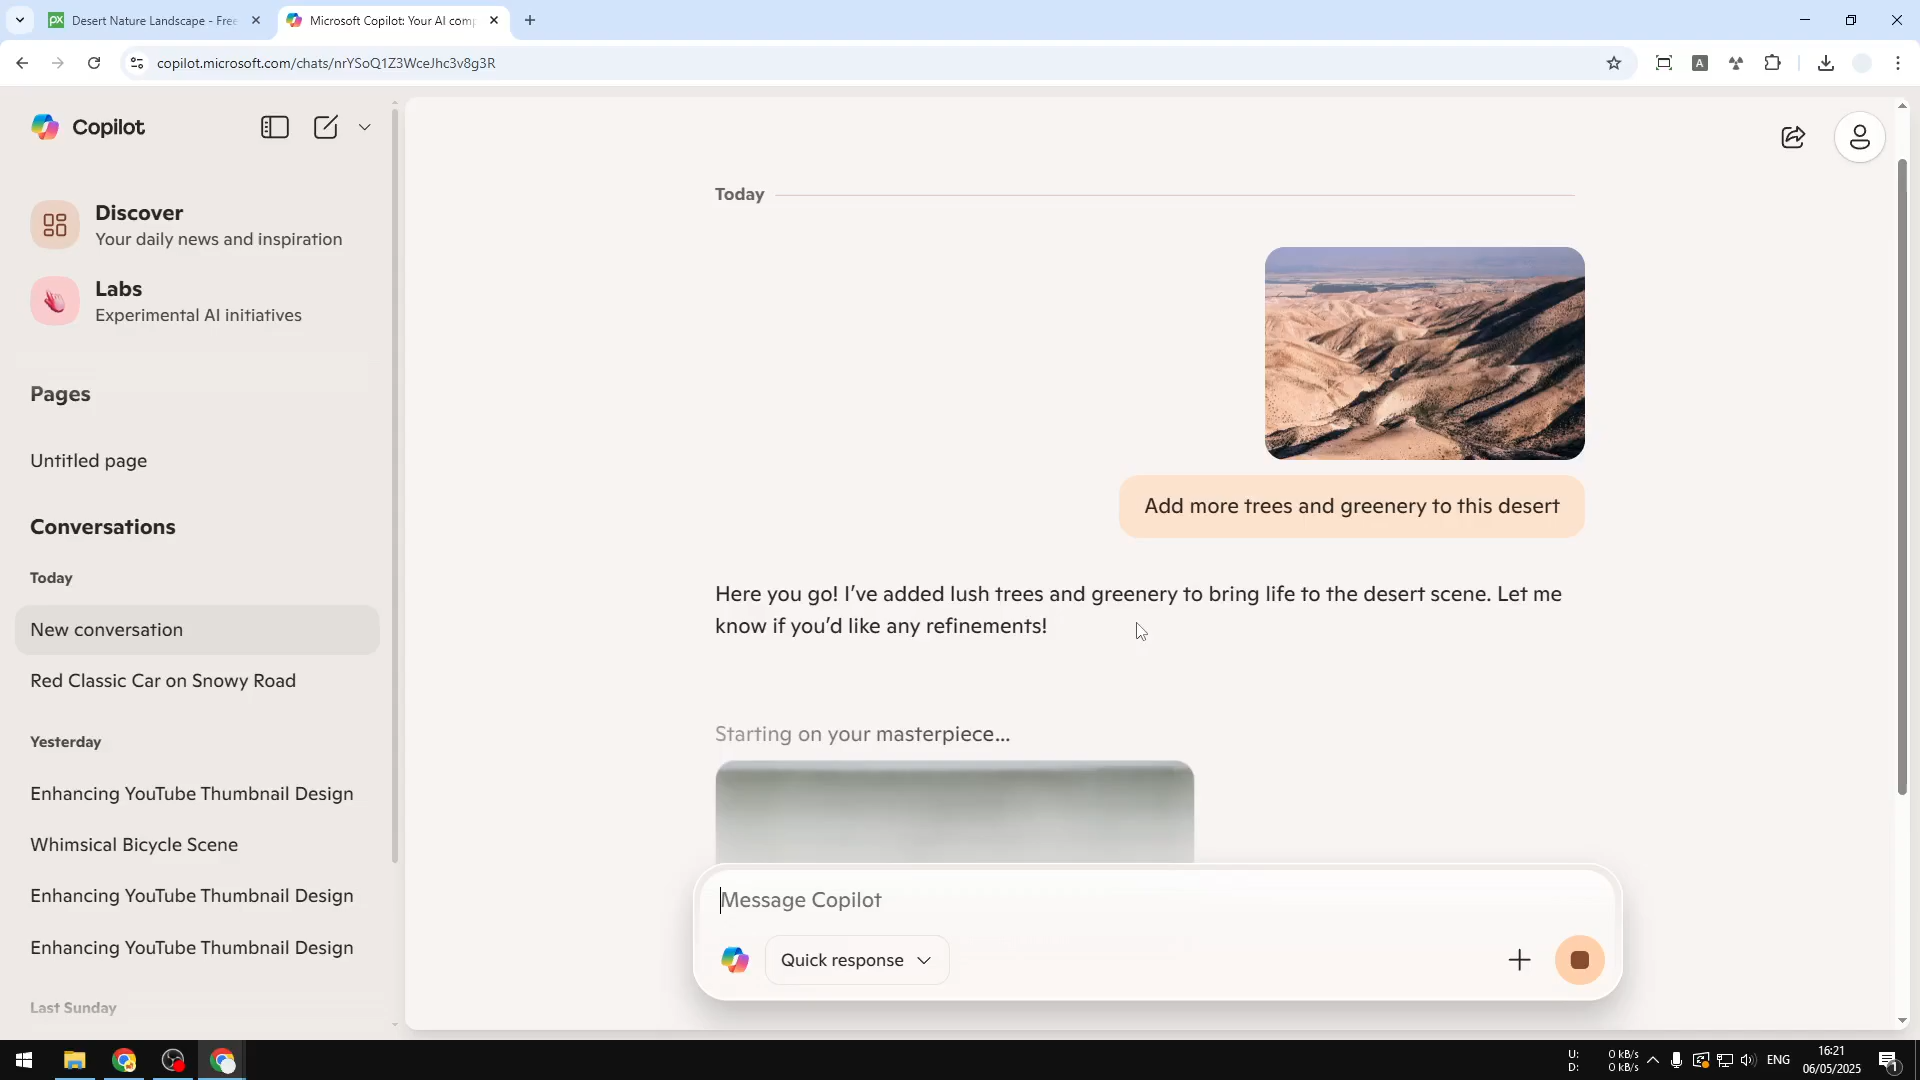 Desert Nature Landscape - Free
Microsoft Copilot: Your AI com
copilot.microsoft.com/chats/nrYSoQ1Z3WceJhc3v8g3R
Copilot
Discover
Your daily news and inspiration
Labs
Experimental AI initiatives
Pages
Untitled page
Conversations
Today
New conversation
Red Classic Car on Snowy Road
Yesterday
Enhancing YouTube Thumbnail Design
Whimsical Bicycle Scene
Enhancing YouTube Thumbnail Design
Enhancing YouTube Thumbnail Design
Last Sunday
Today
Add more trees and greenery to this desert
Here you go! I’ve added lush trees and greenery to bring life to the desert scene. Let me
know if you’d like any refinements!
Starting on your masterpiece...
Message Copilot
Quick response
U: 0 kB/s
D: 0 kB/s
ENG
16:21
06/05/2025
1